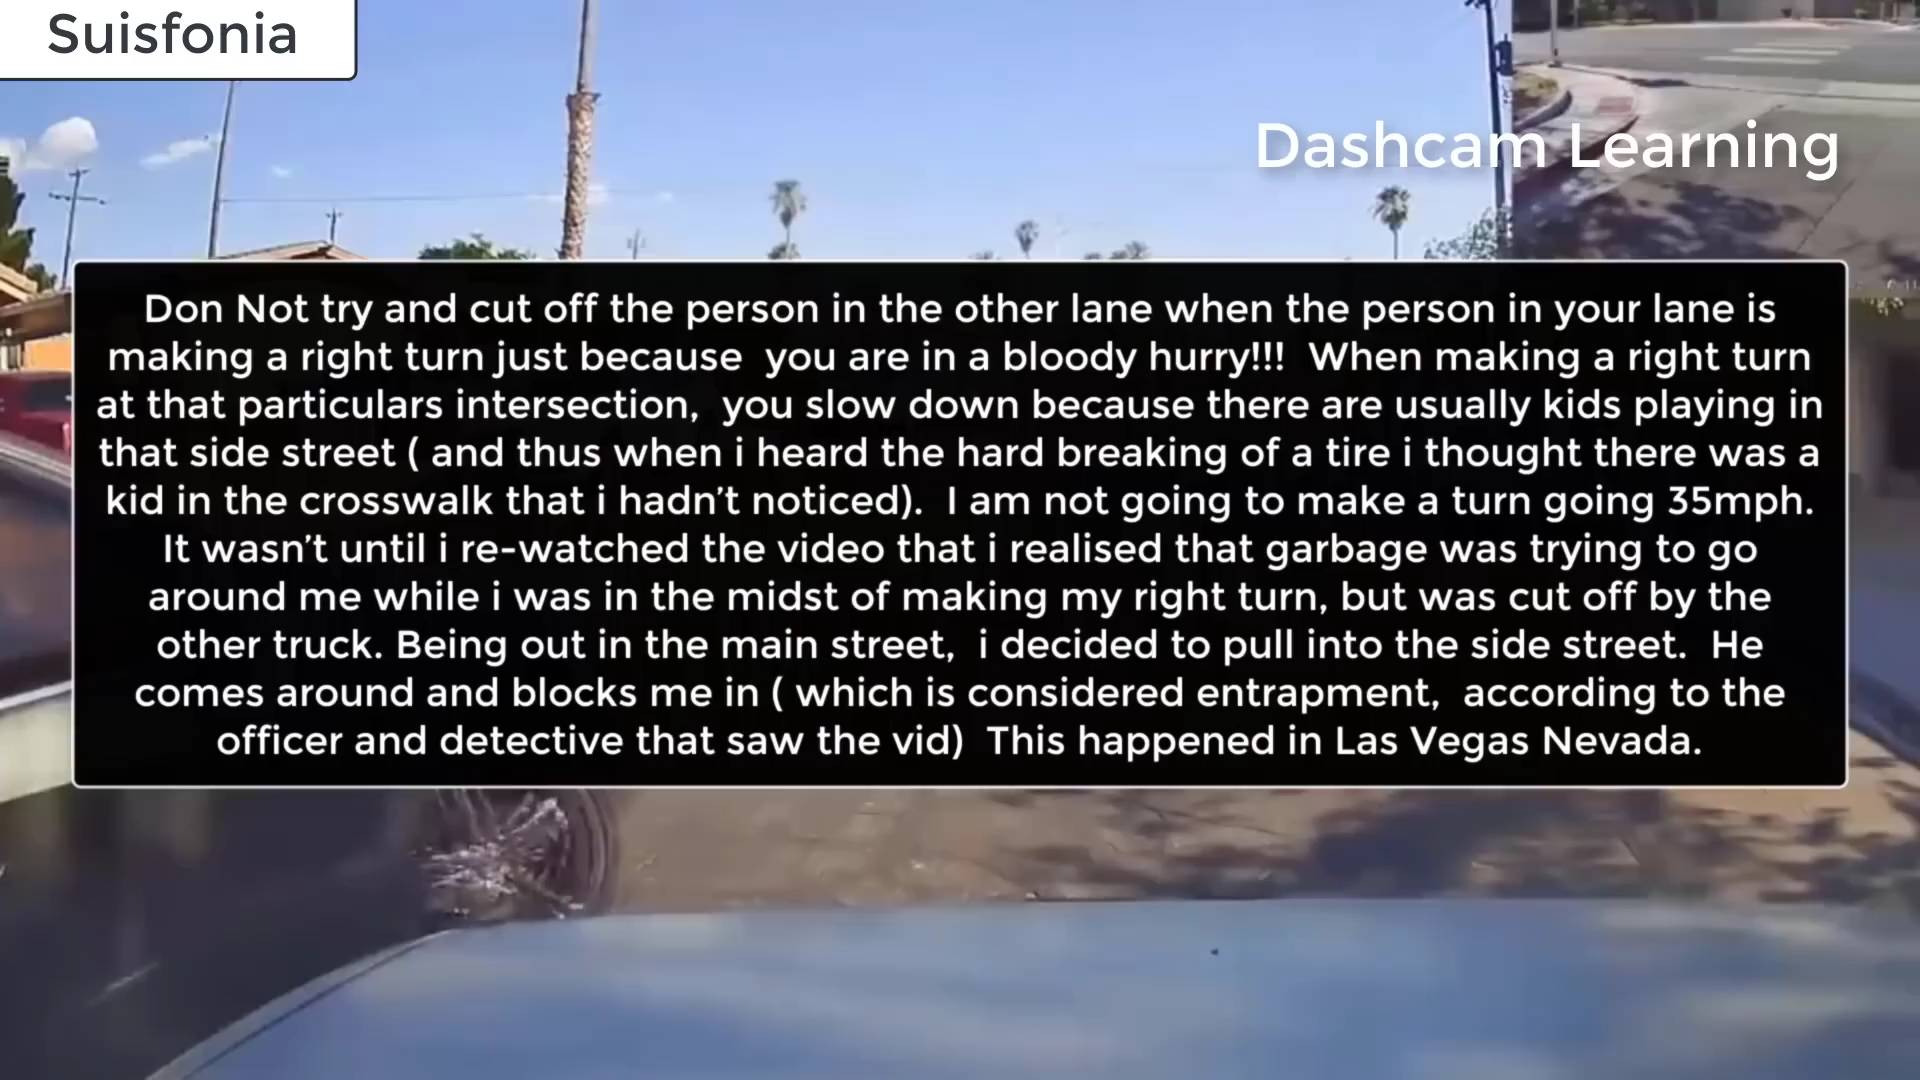 Suisfonia
Dashcam Learning
Don Not try and cut off the person in the other lane when the person in your lane is
making a right turn just because  you are in a bloody hurry!!!  When making a right turn
at that particulars intersection,  you slow down because there are usually kids playing in
that side street ( and thus when i heard the hard breaking of a tire i thought there was a
kid in the crosswalk that i hadn’t noticed).  I am not going to make a turn going 35mph.
It wasn’t until i re-watched the video that i realised that garbage was trying to go
around me while i was in the midst of making my right turn, but was cut off by the
other truck. Being out in the main street,  i decided to pull into the side street.  He
comes around and blocks me in ( which is considered entrapment,  according to the
officer and detective that saw the vid)  This happened in Las Vegas Nevada.